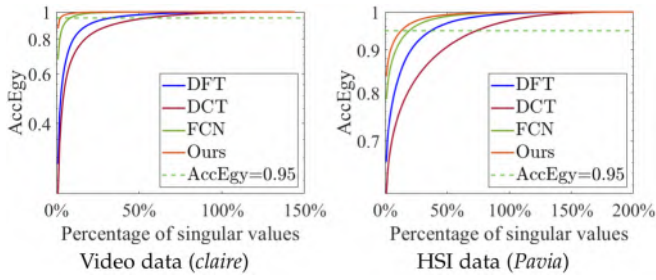 1
0.8
0.6
0.4
AccEgy
DFT
DCT
FCN
Ours
AccEgy=0.95
0%
50%
100%
150%
Percentage of singular values
Video data (claire)
1
0.9
0.8
0.7
AccEgy
DFT
DCT
FCN
Ours
AccEgy=0.95
0%
50%
100%
150%
200%
Percentage of singular values
HSI data (Pavia)